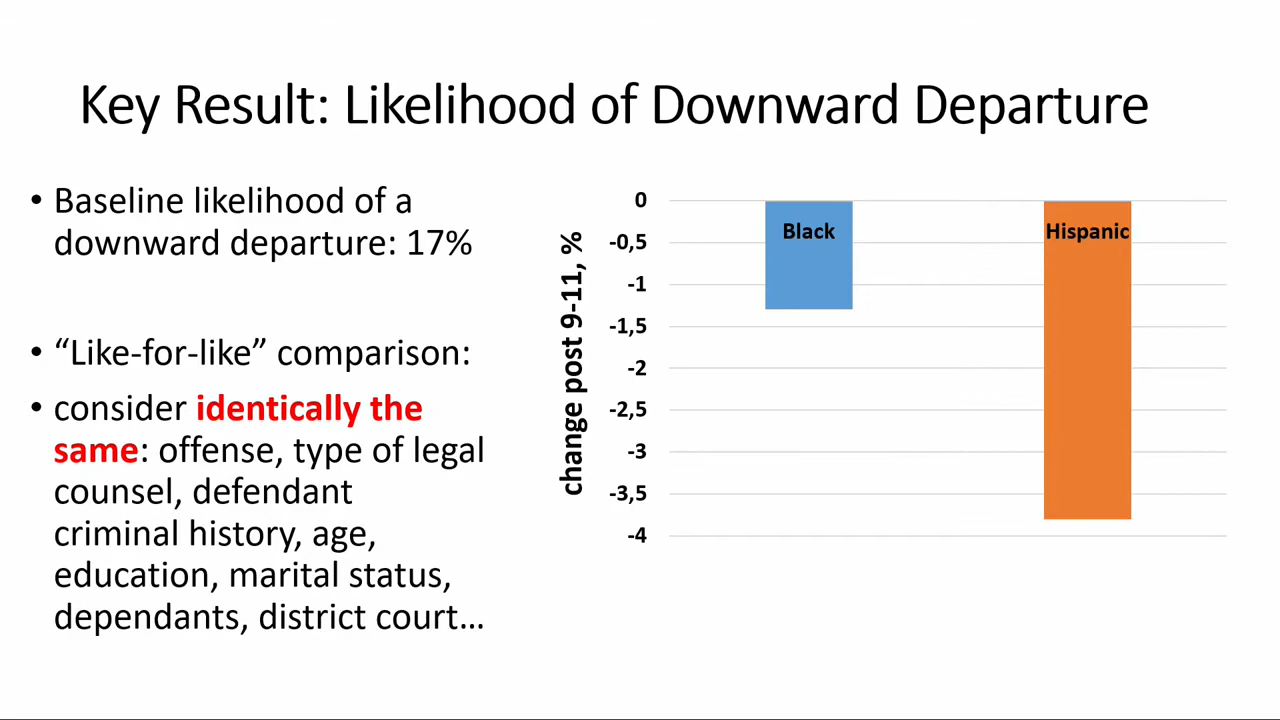 Key Result: Likelihood of Downward Departure
• Baseline likelihood of a
downward departure: 17%
• “Like-for-like” comparison:
• consider identically the
same: offense, type of legal
counsel, defendant
criminal history, age,
education, marital status,
dependants, district court…
change post 9-11, %
0
-0,5
-1
-1,5
-2
-2,5
-3
-3,5
-4
Black
Hispanic